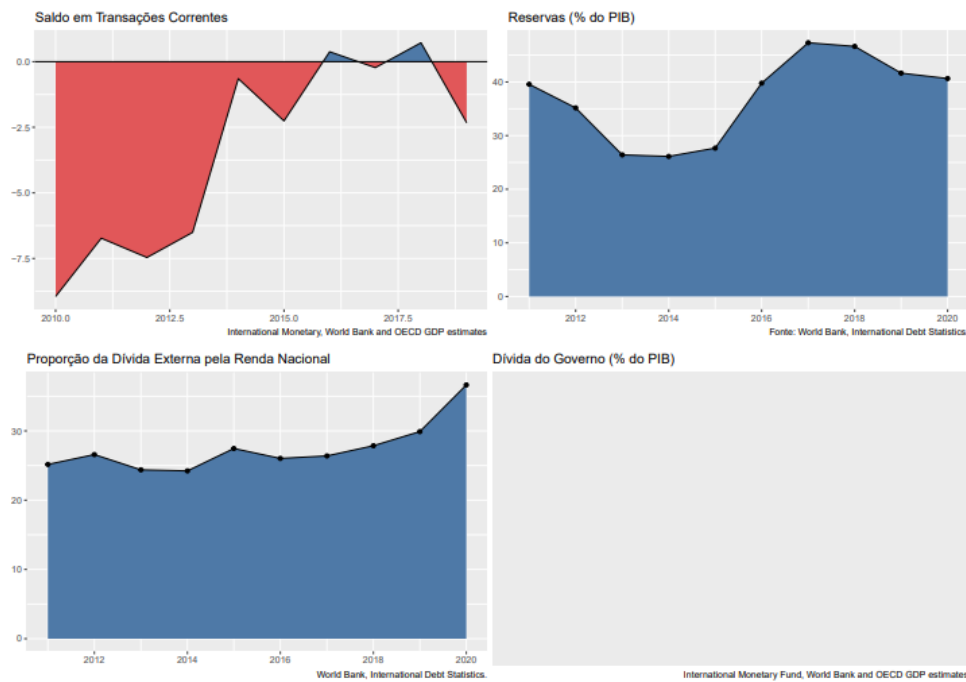 Saldo em Transações Correntes
0.0
−2.5
−5.0
−7.5
2010.0 2012.5 2015.0 2017.5
International Monetary, World Bank and OECD GDP estimates
Reservas (% do PIB)
40
30
20
10
0
2012 2014 2016 2018 2020
Fonte: World Bank, International Debt Statistics
Proporção da Dívida Externa pela Renda Nacional
30
20
10
0
2012 2014 2016 2018 2020
World Bank, International Debt Statistics.
Dívida do Governo (% do PIB)
International Monetary Fund, World Bank and OECD GDP estimates